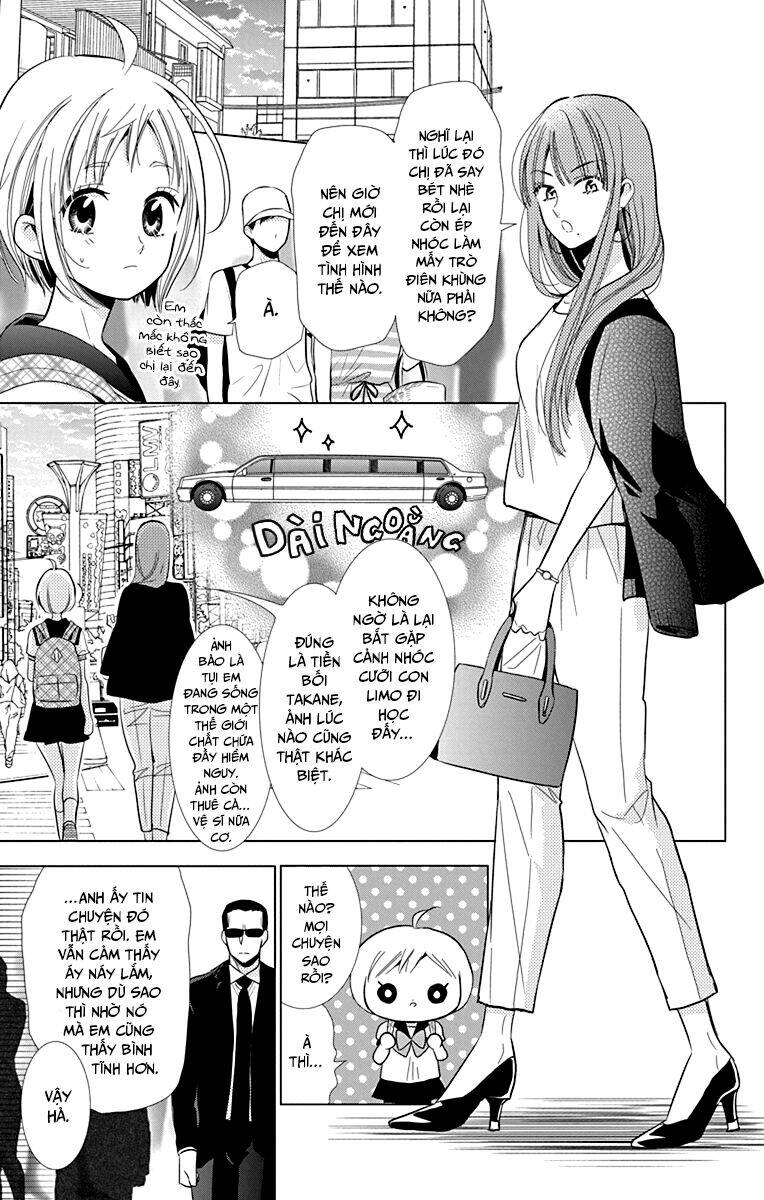 NGHĨ LẠI
THÌ LÚC ĐÓ
CHỊ ĐÃ SAY
BÉT NHÈ
RỒI LẠI
CÒN ÉP
NHÓC LÀM
MẤY TRÒ
ĐIÊN KHÙNG
NỮA PHẢI
KHÔNG?
NÊN GIỜ
CHỊ MỚI
ĐẾN ĐÂY
ĐỂ XEM
TÌNH HÌNH
THẾ NÀO.
À.
Em
còn thắc
mắc không
biết sao
chị lại đến
đây
OLMV
DÀI NGOẰNG
KHÔNG
NGỜ LÀ LẠI
BẮT GẶP
CẢNH NHÓC
CƯỠI CON
LIMO ĐI
HỌC
ĐẤY...
ĐÚNG
LÀ TIỀN
BỐI
TAKANE,
ẢNH LÚC
NÀO CŨNG
THẬT KHÁC
BIỆT.
ẢNH
BẢO LÀ
TỤI EM
ĐANG SỐNG
TRONG MỘT
THẾ GIỚI
CHẤT CHỨA
ĐẦY HIỂM
NGUY.
ẢNH CÒN
THUÊ CẢ...
VỆ SĨ NỮA
CƠ.
THẾ
NÀO?
MỌI
CHUYỆN
SAO
RỒI?
À
THÌ...
...ANH ẤY TIN
CHUYỆN ĐÓ
THẬT RỒI. EM
VẪN CẢM THẤY
ÁY NÁY LẮM,
NHƯNG DÙ SAO
THÌ NHỜ NÓ
MÀ EM CŨNG
THẤY BÌNH
TĨNH HƠN.
VẬY
HẢ.